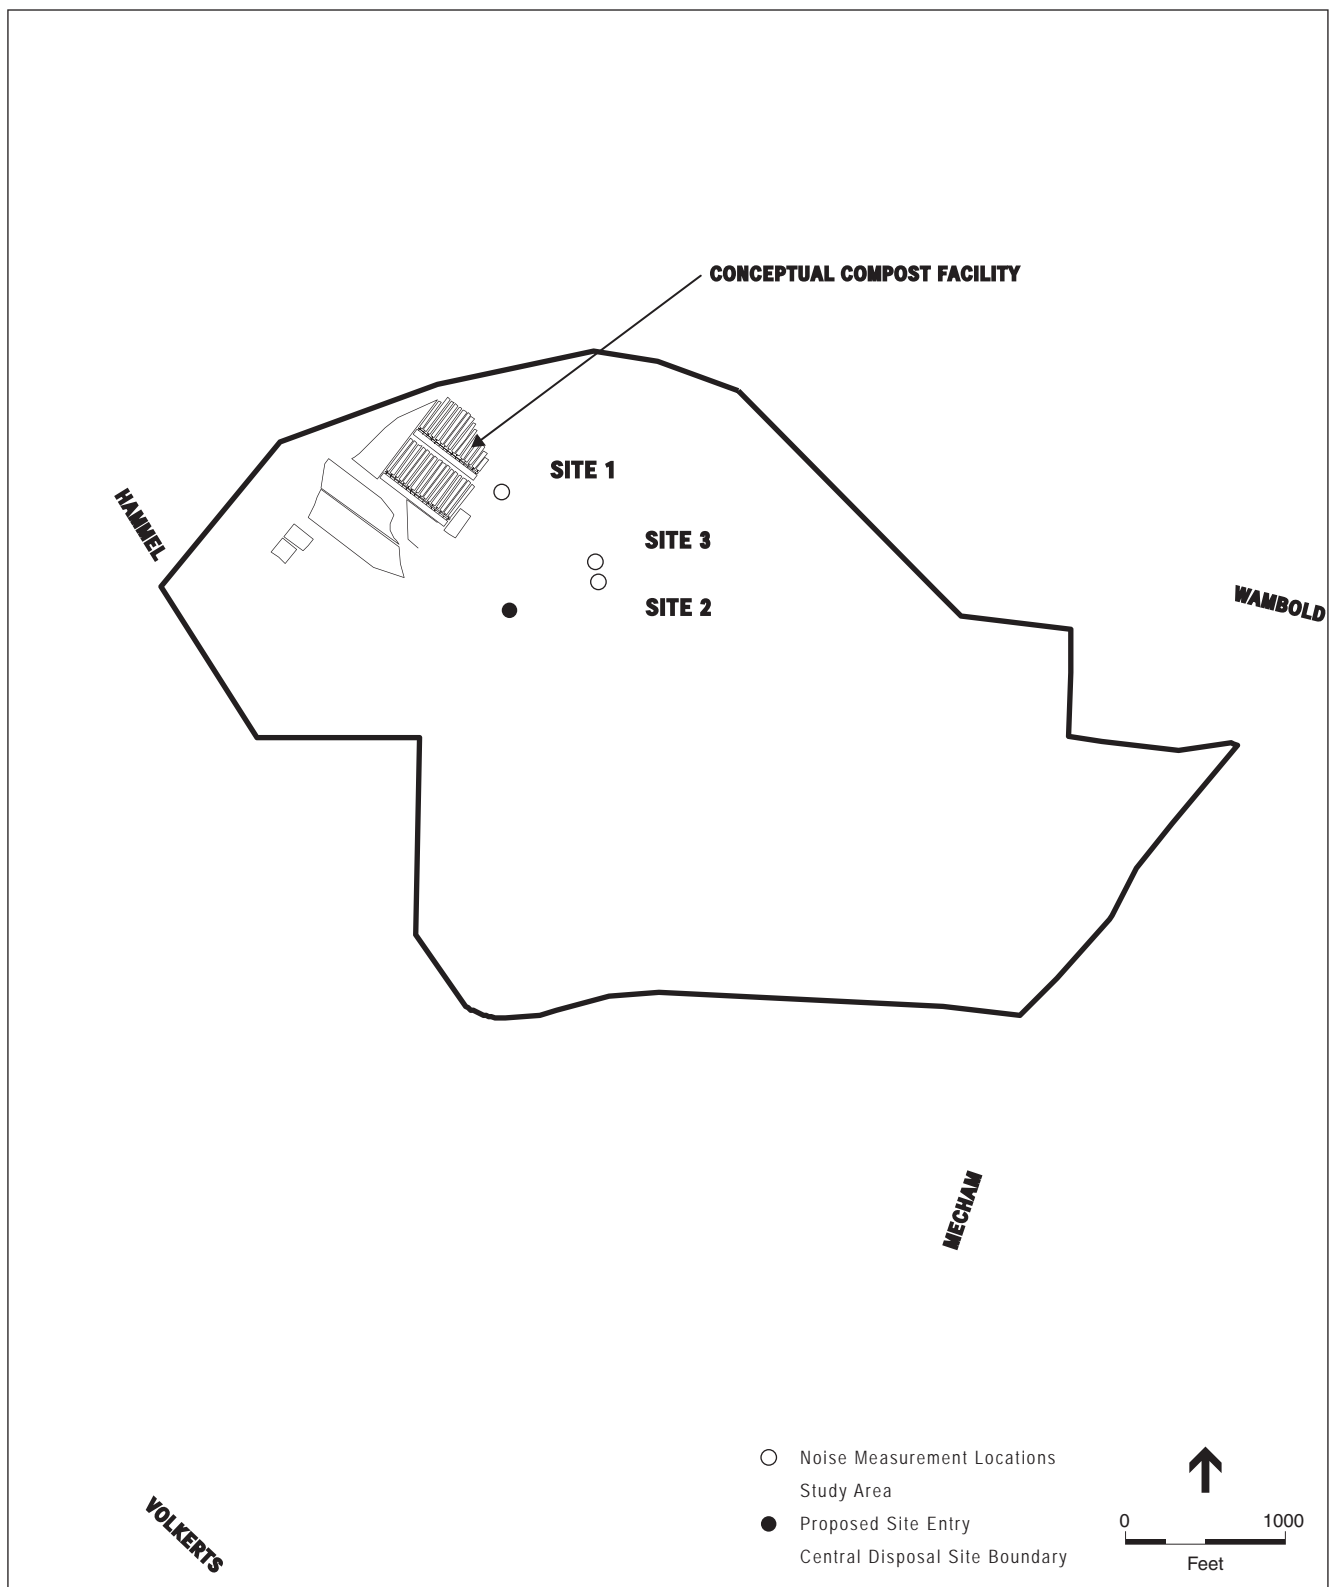 CONCEPTUAL COMPOST FACILITY
SITE 1
HAMMEL
SITE 3
WAMBOLD
SITE 2
MECHAM
VOLKERTS
Noise Measurement Locations
Study Area
Proposed Site Entry
Central Disposal Site Boundary
0 1000
Feet